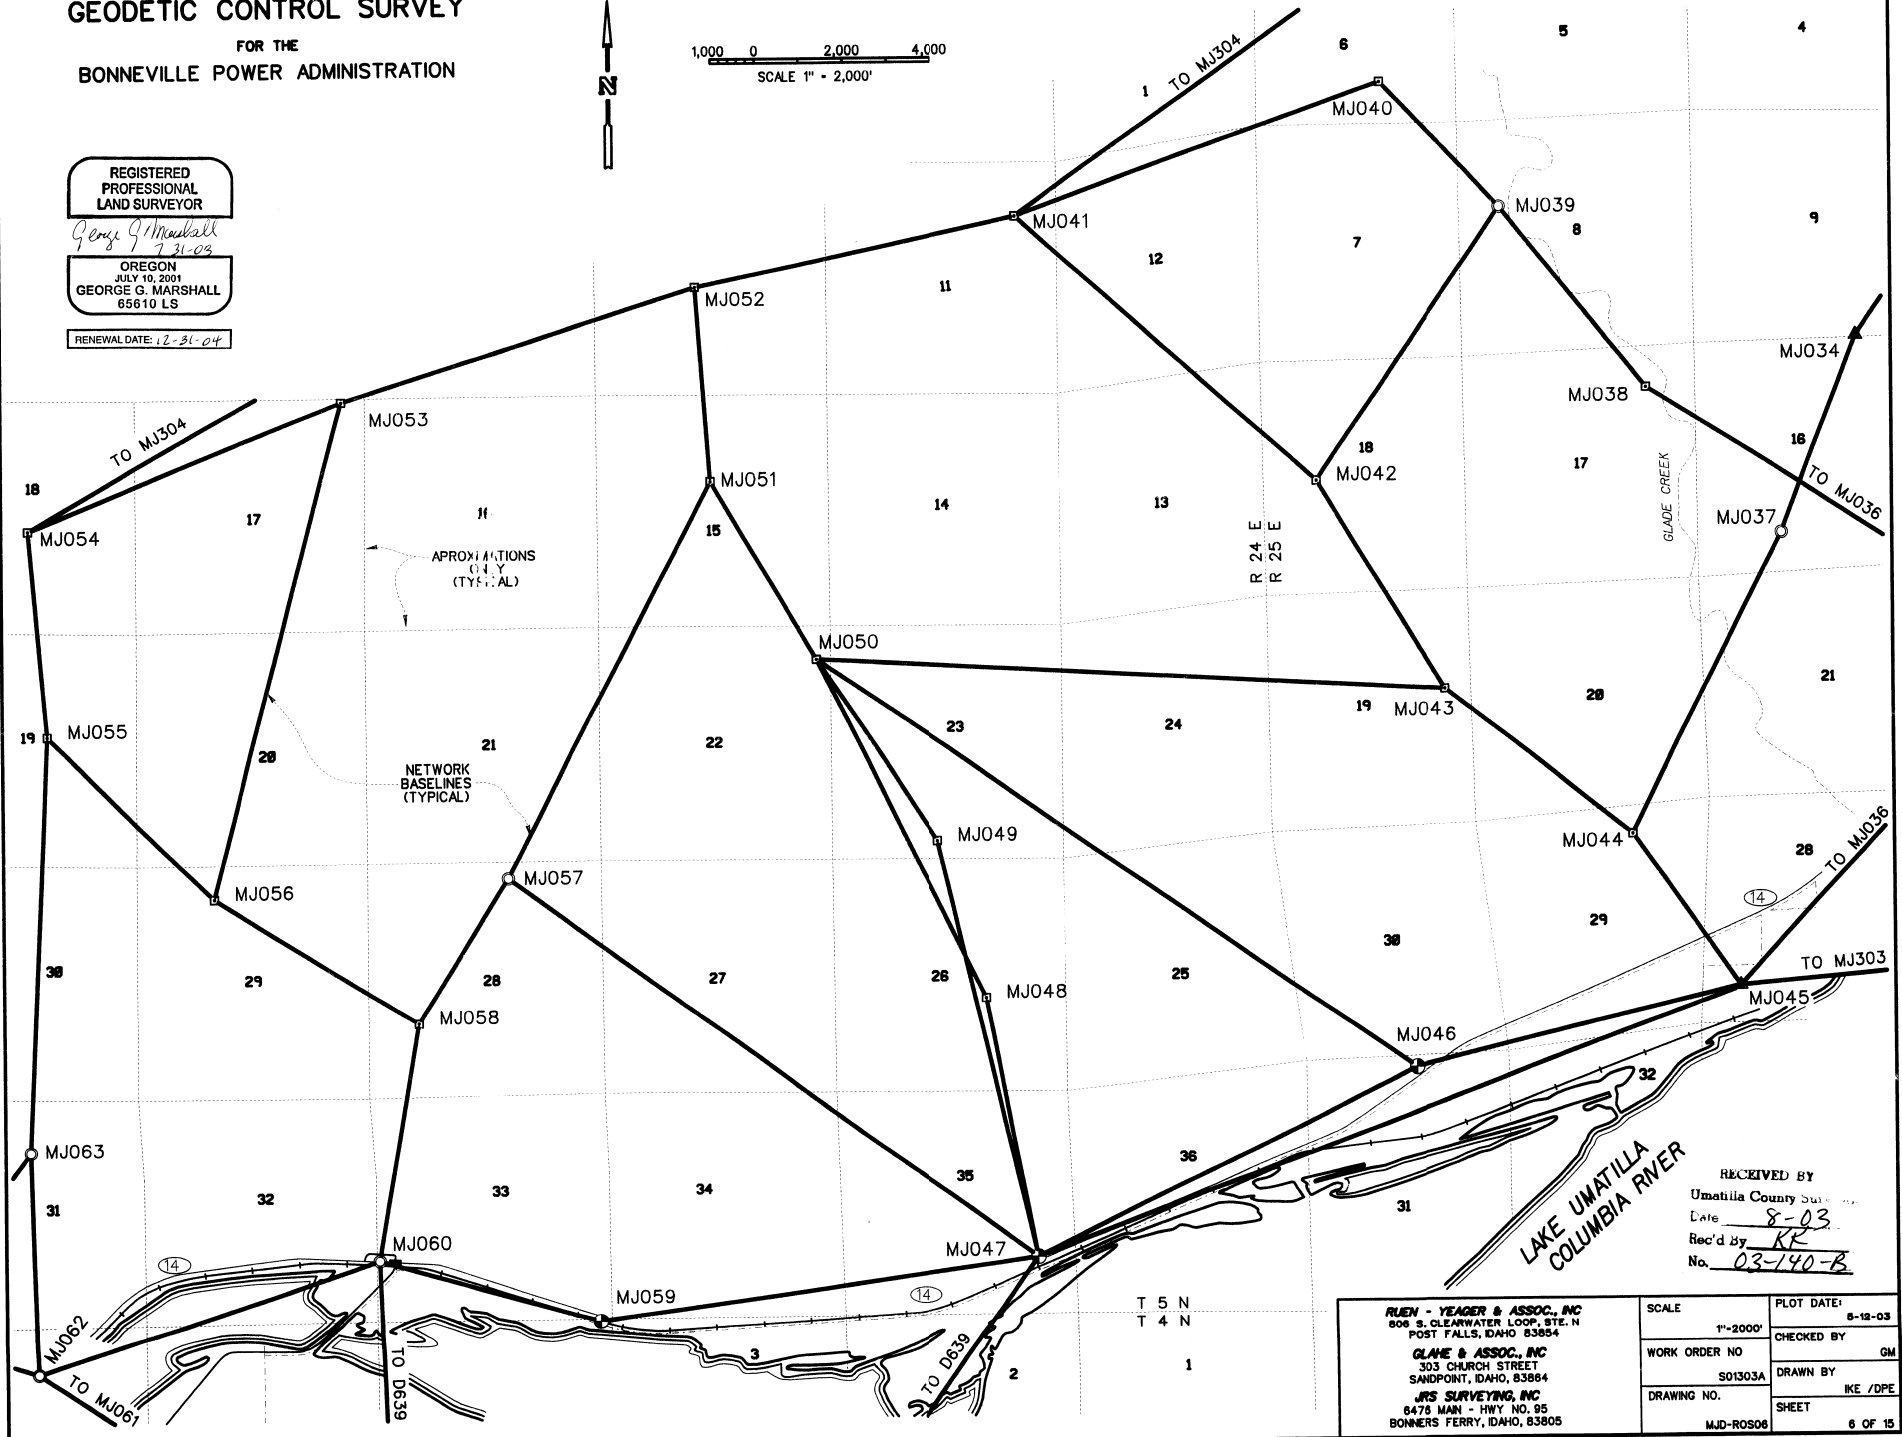 GEODETIC CONTROL SURVEY
FOR THE
BONNEVILLE POWER ADMINISTRATION
N
1,000 0 2,000 4,000
SCALE 1" - 2,000'
REGISTERED
PROFESSIONAL
LAND SURVEYOR
George G Marshall
7 31-03
OREGON
JULY 10, 2001
GEORGE G. MARSHALL
65610 LS
RENEWAL DATE: 12-31-04
1
TO MJ304
6
5
4
MJ040
MJ041
MJ039
8
9
7
12
11
MJ052
MJ034
MJ038
MJ053
TO MJ304
18
17
MJ054
MJ051
15
14
13
18
MJ042
17
16
TO MJ036
MJ037
GLADE CREEK
R 24 E
R 25 E
(TYPICAL)
MJ050
MJ043
19
20
21
24
23
22
21
20
19
MJ055
NETWORK
BASELINES
(TYPICAL)
MJ049
MJ044
28
TO MJ036
14
MJ057
MJ056
29
30
25
26
27
28
29
30
MJ048
MJ058
TO MJ303
MJ045
MJ046
32
MJ063
31
32
33
34
35
36
31
LAKE UMATILLA
COLUMBIA RIVER
RECEIVED BY
Umatilla County
Date 8-03
Rec'd By KK
No. 03-140-B
14
MJ060
MJ047
MJ059
14
MJ062
TO MJ061
TO D639
3
TO D639
2
1
T 5 N
T 4 N
RUEN - YEAGER & ASSOC., INC
806 S. CLEARWATER LOOP, STE. N
POST FALLS, IDAHO 83854
GLAHE & ASSOC., INC
303 CHURCH STREET
SANDPOINT, IDAHO, 83864
JRS SURVEYING, INC
6476 MAIN - HWY NO. 95
BONNERS FERRY, IDAHO, 83805
SCALE
1"-2000'
WORK ORDER NO
S01303A
DRAWING NO.
MJD-ROS06
PLOT DATE:
CHECKED BY
GM
DRAWN BY
IKE /DPE
SHEET
6 OF 15